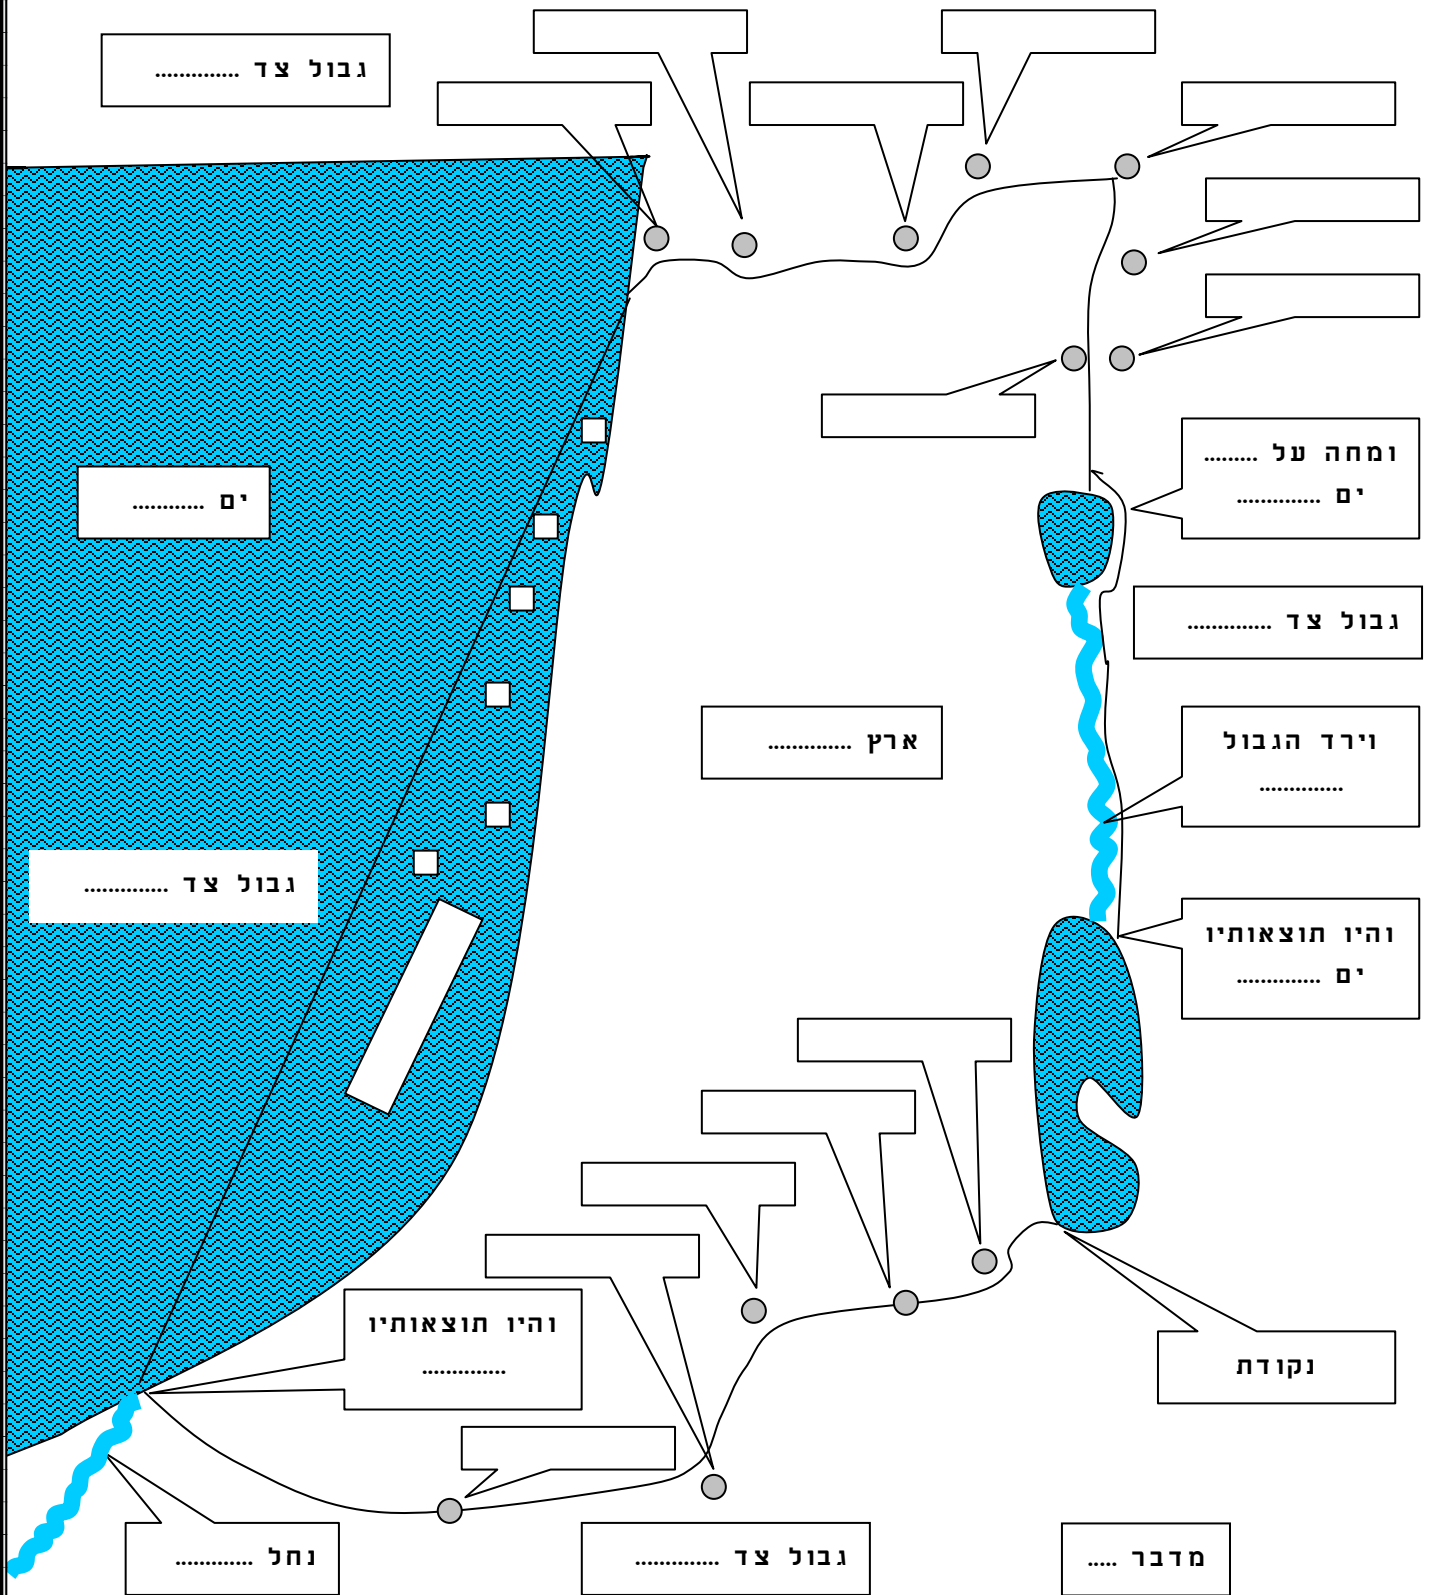 גבול צד ..............
ים ............
ומחה על .........
ים ..............
גבול צד ..............
ארץ ..............
וירד הגבול
..............
גבול צד ..............
והיו תוצאותיו
ים ..............
והיו תוצאותיו
..............
נקודת
נחל .............
גבול צד ..............
מדבר .....